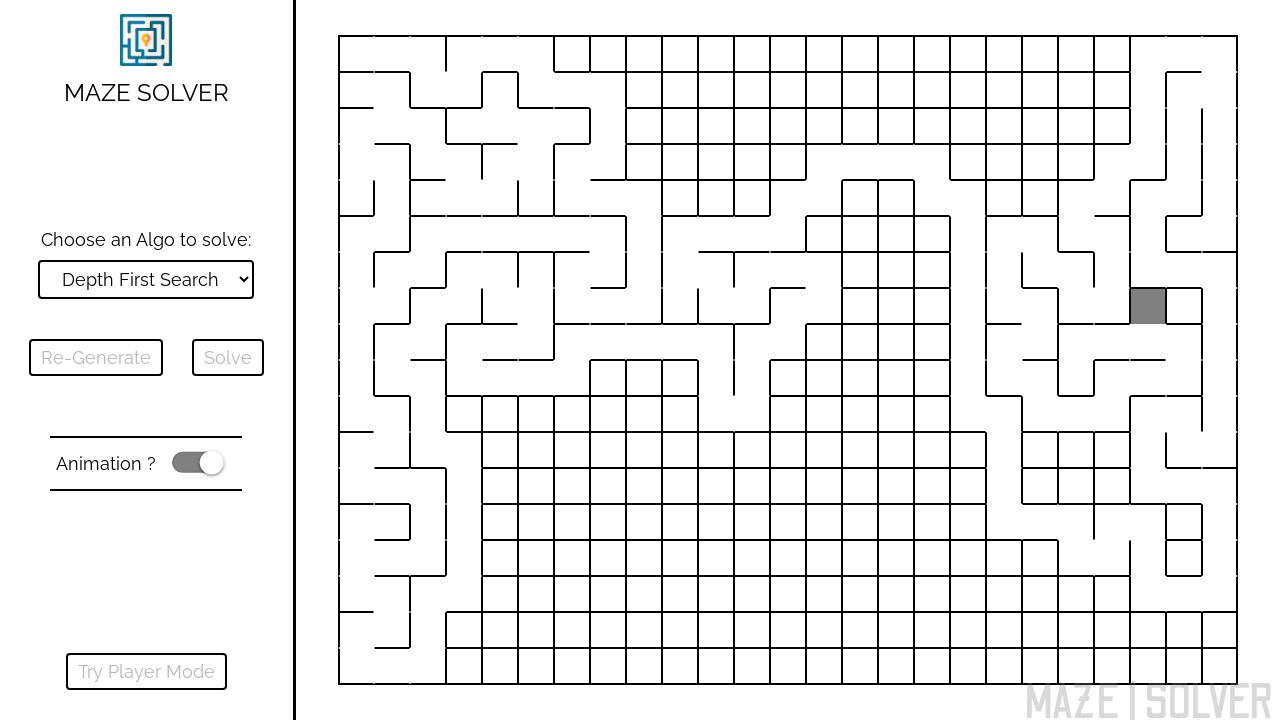 MAZE SOLVER
Choose an Algo to solve:
Depth First Search
Re-Generate
Solve
Animation ?
Try Player Mode
MAZE | SOLVER